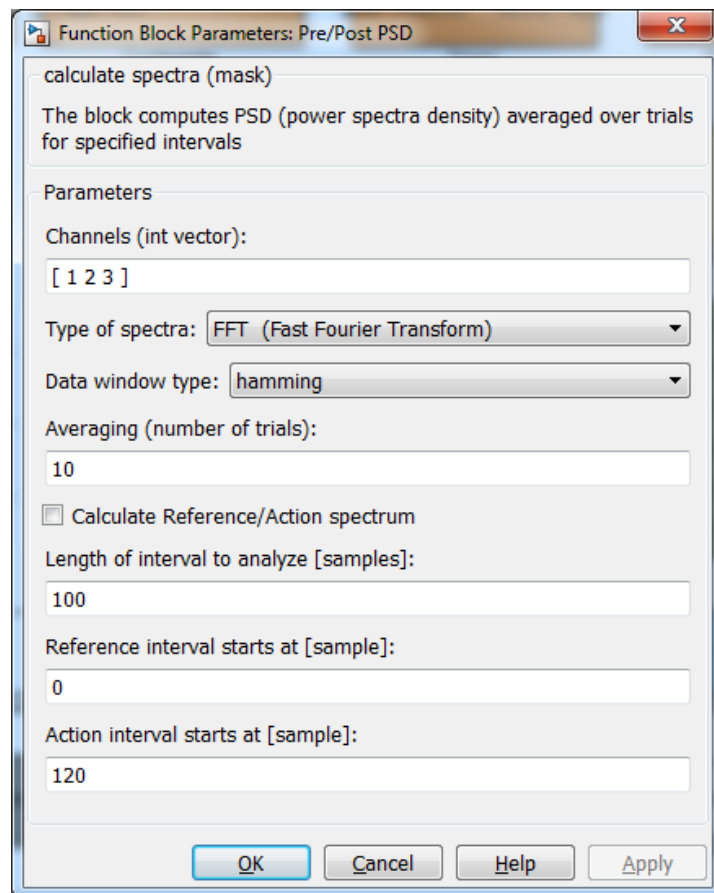 Function Block Parameters: Pre/Post PSD
calculate spectra (mask)
The block computes PSD (power spectra density) averaged over trials
for specified intervals
Parameters
Channels (int vector):
[ 1 2 3 ]
Type of spectra: FFT (Fast Fourier Transform)
Data window type: hamming
Averaging (number of trials):
10
Calculate Reference/Action spectrum
Length of interval to analyze [samples]:
100
Reference interval starts at [sample]:
0
Action interval starts at [sample]:
120
OK Cancel Help Apply